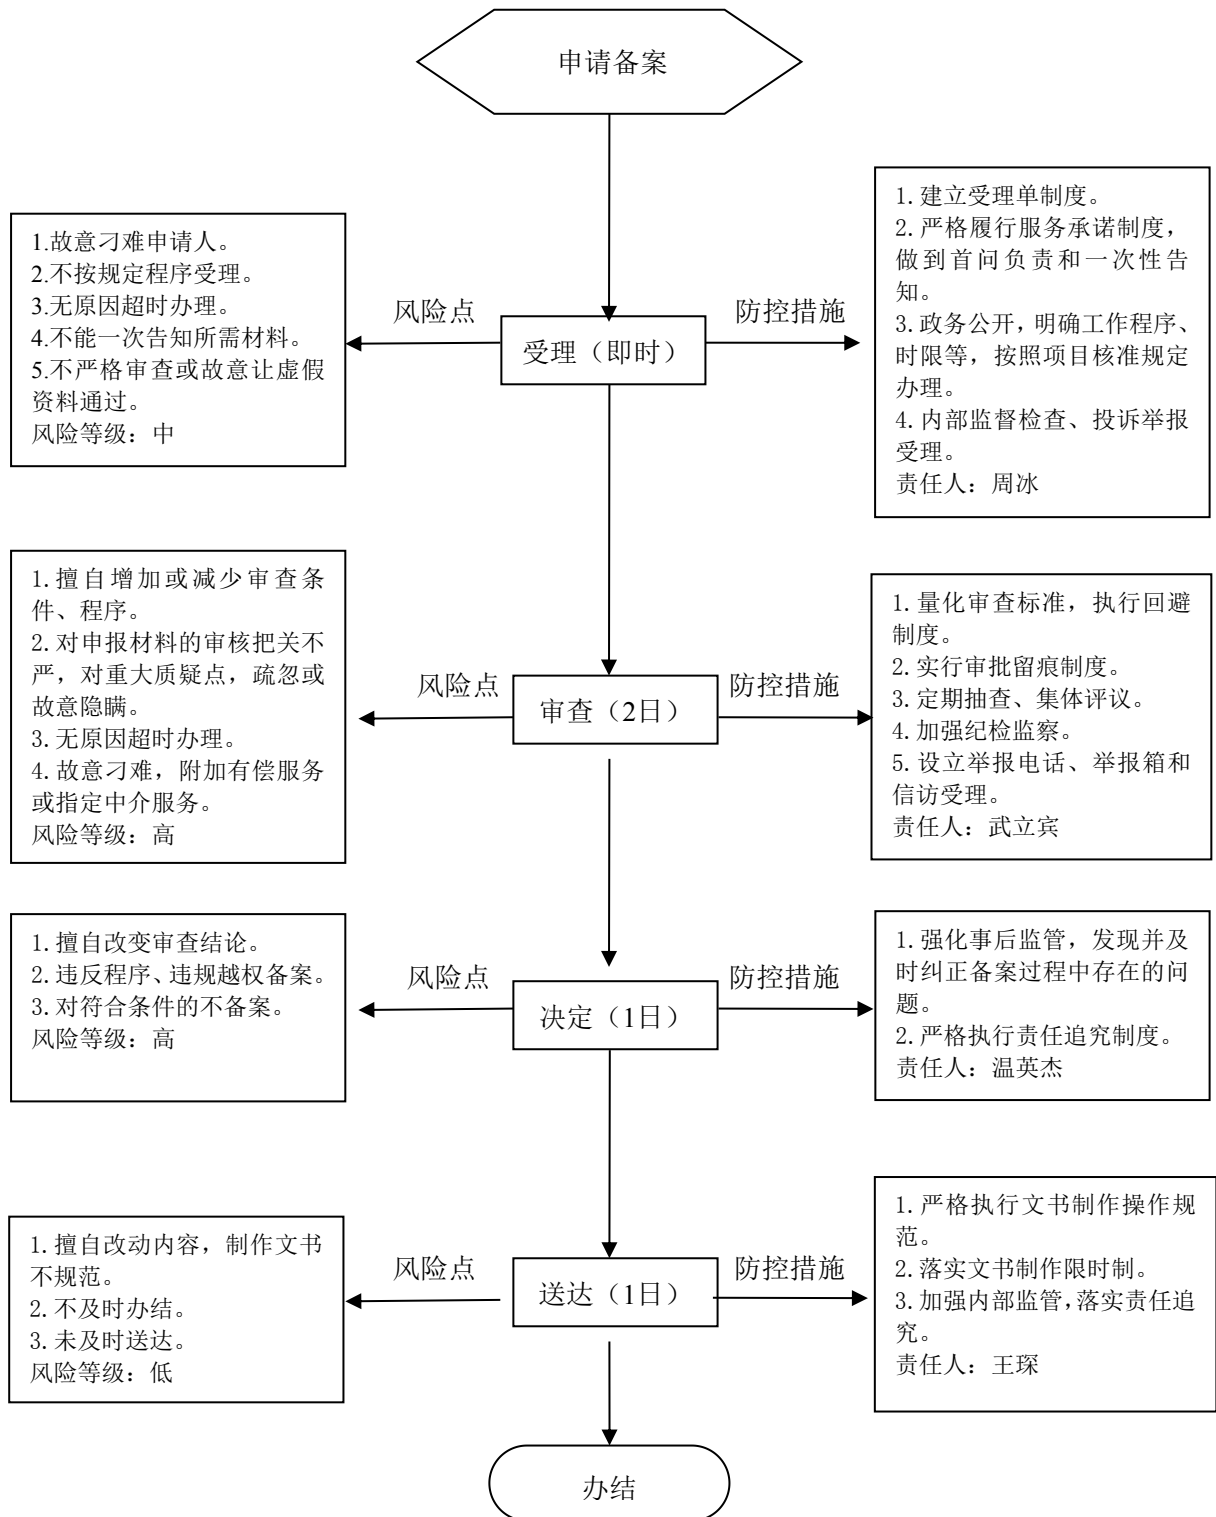 申请备案
1.故意刁难申请人。
2.不按规定程序受理。
3.无原因超时办理。
4.不能一次告知所需材料。
5.不严格审查或故意让虚假
资料通过。
风险等级：中
风险点
受理（即时）
防控措施
1.建立受理单制度。
2.严格履行服务承诺制度，
做到首问负责和一次性告
知。
3.政务公开，明确工作程序、
时限等，按照项目核准规定
办理。
4.内部监督检查、投诉举报
受理。
责任人：周冰
1.擅自增加或减少审查条
件、程序。
2.对申报材料的审核把关不
严，对重大质疑点，疏忽或
故意隐瞒。
3.无原因超时办理。
4.故意刁难，附加有偿服务
或指定中介服务。
风险等级：高
风险点
审查（2日）
防控措施
1.量化审查标准，执行回避
制度。
2.实行审批留痕制度。
3.定期抽查、集体评议。
4.加强纪检监察。
5.设立举报电话、举报箱和
信访受理。
责任人：武立宾
1.擅自改变审查结论。
2.违反程序、违规越权备案。
3.对符合条件的不备案。
风险等级：高
风险点
决定（1日）
防控措施
1.强化事后监管，发现并及
时纠正备案过程中存在的问
题。
2.严格执行责任追究制度。
责任人：温英杰
1.擅自改动内容，制作文书
不规范。
2.不及时办结。
3.未及时送达。
风险等级：低
风险点
送达（1日）
防控措施
1.严格执行文书制作操作规
范。
2.落实文书制作限时制。
3.加强内部监管，落实责任追
究。
责任人：王琛
办结